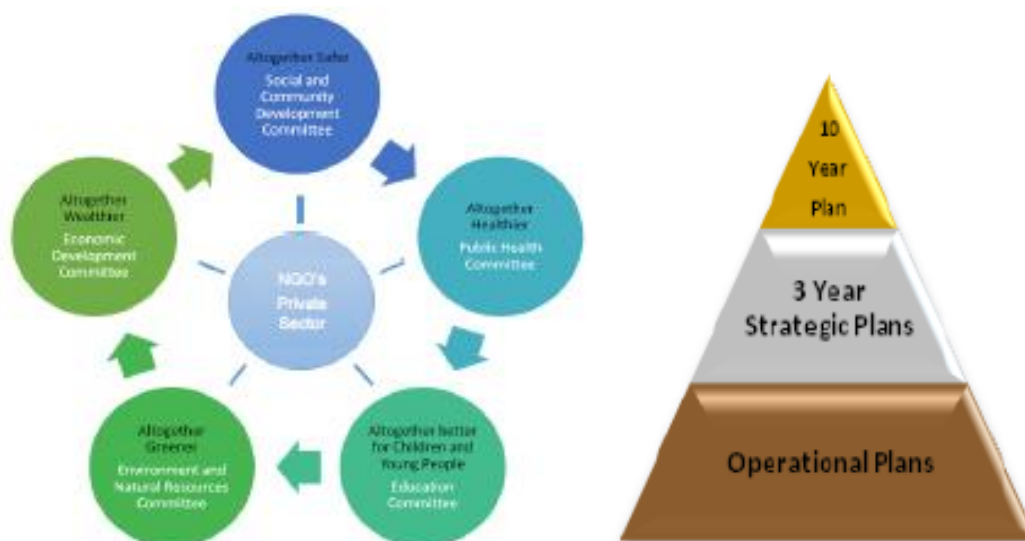 Altogether Safer
Social and
Community
Development
Committee
Altogether
Healthier
Public Health
Committee
Altogether better
for Children and
Young People
Education
Committee
Altogether
Greener
Environment and
Natural Resources
Committee
Altogether
Wealthier
Economic
Development
Committee
NGO's
Private
Sector
10
Year
Plan
3 Year
Strategic Plans
Operational Plans